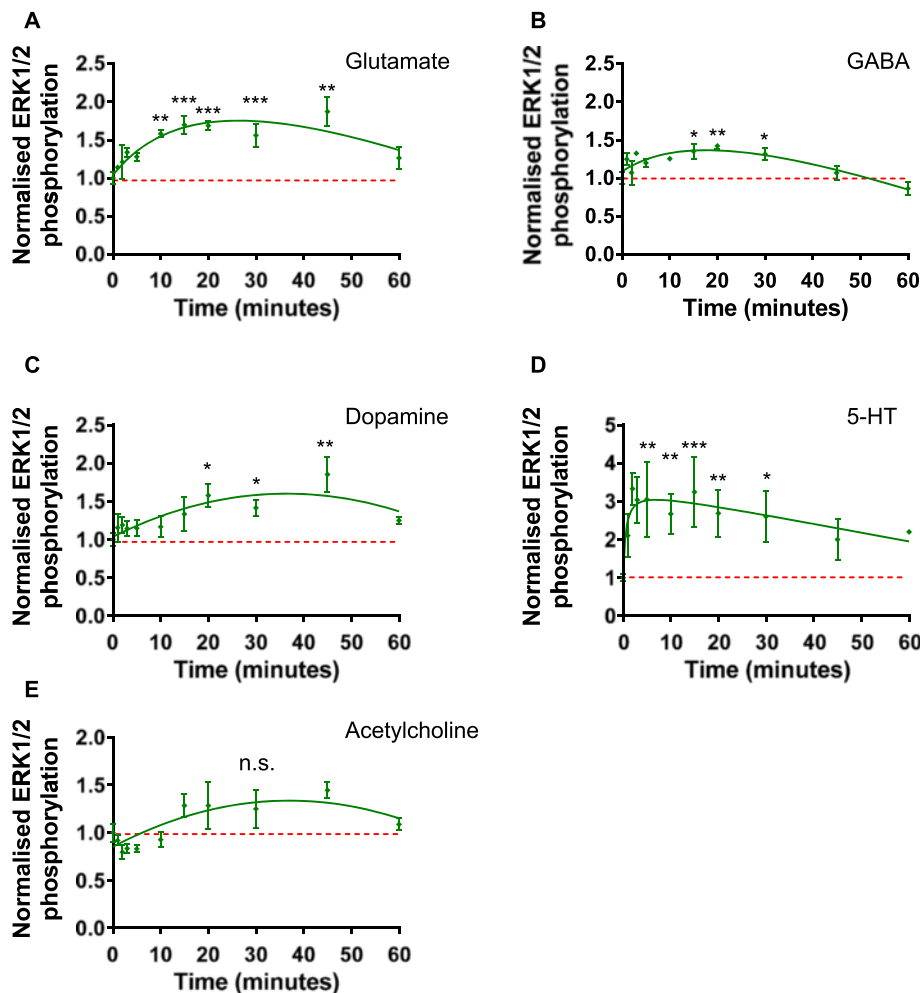 A
Glutamate
Normalised ERK1/2
phosphorylation
2.5
2.0
1.5
1.0
0.5
0.0
** *** *** *** **
0 10 20 30 40 50 60
Time (minutes)
B
GABA
Normalised ERK1/2
phosphorylation
2.5
2.0
1.5
1.0
0.5
0.0
* ** *
0 10 20 30 40 50 60
Time (minutes)
C
Dopamine
Normalised ERK1/2
phosphorylation
2.5
2.0
1.5
1.0
0.5
0.0
* * **
0 10 20 30 40 50 60
Time (minutes)
D
5-HT
Normalised ERK1/2
phosphorylation
5
4
3
2
1
0
** ** *** ** *
0 10 20 30 40 50 60
Time (minutes)
E
Acetylcholine
Normalised ERK1/2
phosphorylation
2.0
1.5
1.0
0.5
0.0
n.s.
0 10 20 30 40 50 60
Time (minutes)